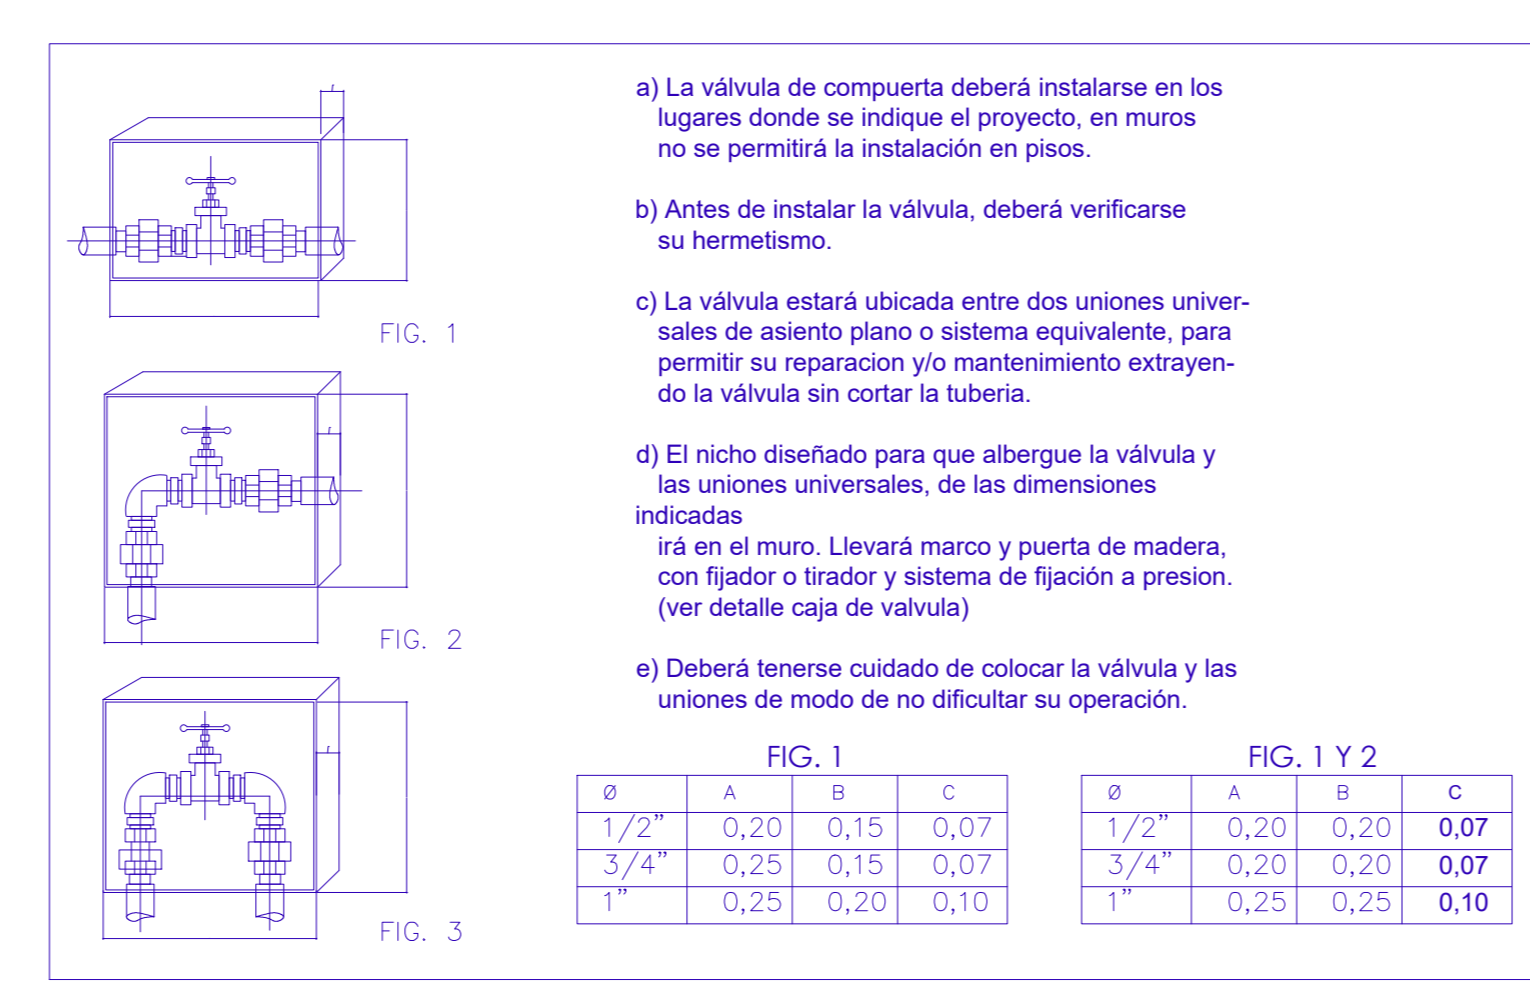 a) La válvula de compuerta deberá instalarse en los
lugares donde se indique el proyecto, en muros
no se permitirá la instalación en pisos.
b) Antes de instalar la válvula, deberá verificarse
su hermetismo.
c) La válvula estará ubicada entre dos uniones univer-
sales de asiento plano o sistema equivalente, para
permitir su reparacion y/o mantenimiento extrayen-
do la válvula sin cortar la tuberia.
d) El nicho diseñado para que albergue la válvula y
las uniones universales, de las dimensiones
indicadas
irá en el muro. Llevará marco y puerta de madera,
con fijador o tirador y sistema de fijación a presion.
(ver detalle caja de valvula)
e) Deberá tenerse cuidado de colocar la válvula y las
uniones de modo de no dificultar su operación.
FIG. 1
FIG. 2
FIG. 3
FIG. 1
Ø A B C
1/2" 0,20 0,15 0,07
3/4" 0,25 0,15 0,07
1" 0,25 0,20 0,10
FIG. 1 Y 2
Ø A B C
1/2" 0,20 0,20 0,07
3/4" 0,20 0,20 0,07
1" 0,25 0,25 0,10